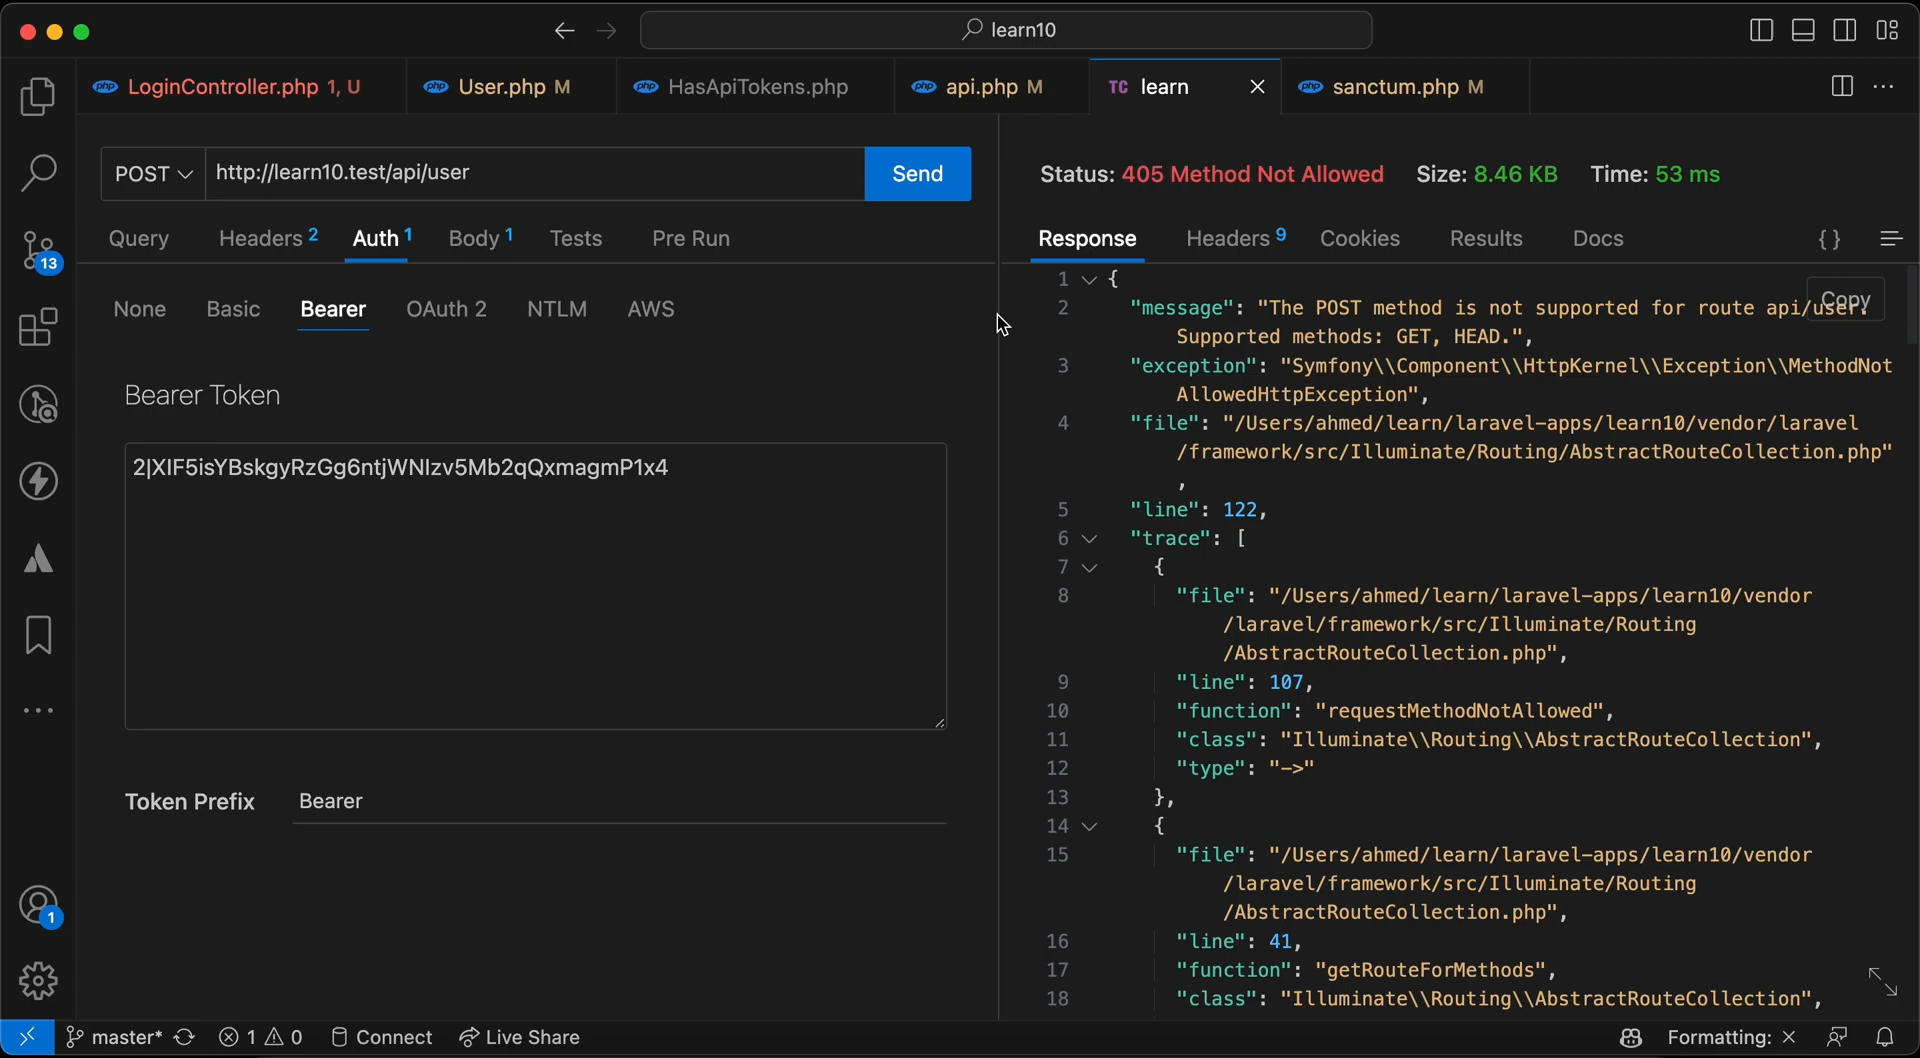 learn10
php LoginController.php 1, U
php User.php M
php HasApiTokens.php
php api.php M
TC learn
php sanctum.php M
POST http://learn10.test/api/user Send
Query Headers 2 Auth 1 Body 1 Tests Pre Run
None Basic Bearer OAuth 2 NTLM AWS
Bearer Token
2|XIF5isYBskgyRzGg6ntjWNIzv5Mb2qQxmagmP1x4
Token Prefix Bearer
13
1
Status: 405 Method Not Allowed Size: 8.46 KB Time: 53 ms
Response Headers 9 Cookies Results Docs {}
Copy
1 {
2 "message": "The POST method is not supported for route api/user.
Supported methods: GET, HEAD.",
3 "exception": "Symfony\\Component\\HttpKernel\\Exception\\MethodNot
AllowedHttpException",
4 "file": "/Users/ahmed/learn/laravel-apps/learn10/vendor/laravel
/framework/src/Illuminate/Routing/AbstractRouteCollection.php"
,
5 "line": 122,
6 "trace": [
7 {
8 "file": "/Users/ahmed/learn/laravel-apps/learn10/vendor
/laravel/framework/src/Illuminate/Routing
/AbstractRouteCollection.php",
9 "line": 107,
10 "function": "requestMethodNotAllowed",
11 "class": "Illuminate\\Routing\\AbstractRouteCollection",
12 "type": "->"
13 },
14 {
15 "file": "/Users/ahmed/learn/laravel-apps/learn10/vendor
/laravel/framework/src/Illuminate/Routing
/AbstractRouteCollection.php",
16 "line": 41,
17 "function": "getRouteForMethods",
18 "class": "Illuminate\\Routing\\AbstractRouteCollection",
master* 1 0 Connect Live Share Formatting: ×